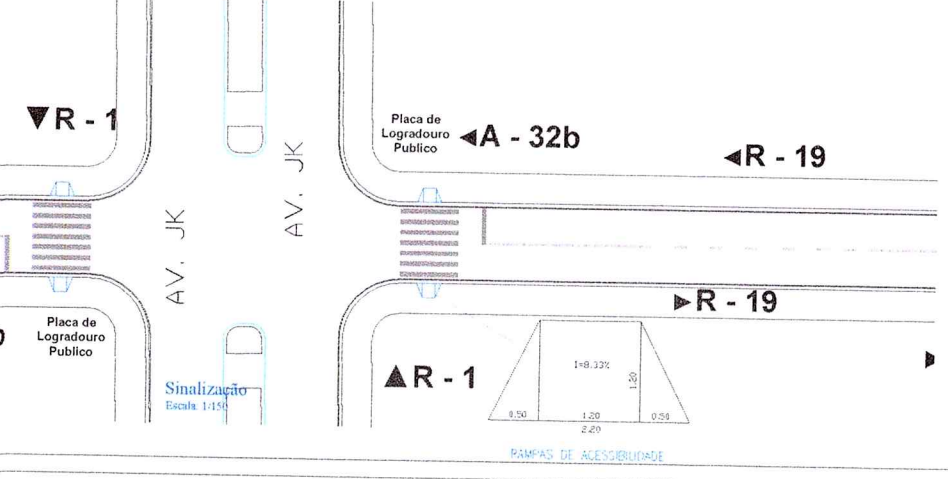 ▼R - 1
Placa de
Logradouro
Publico
◄A - 32b
◄R - 19
AV. JK
AV. JK
►R - 19
Placa de
Logradouro
Publico
▲R - 1
Sinalização
Escala: 1/150
I=8.33%
1.20
0.50
1.20
0.50
2.20
RAMPAS DE ACESSIBILIDADE